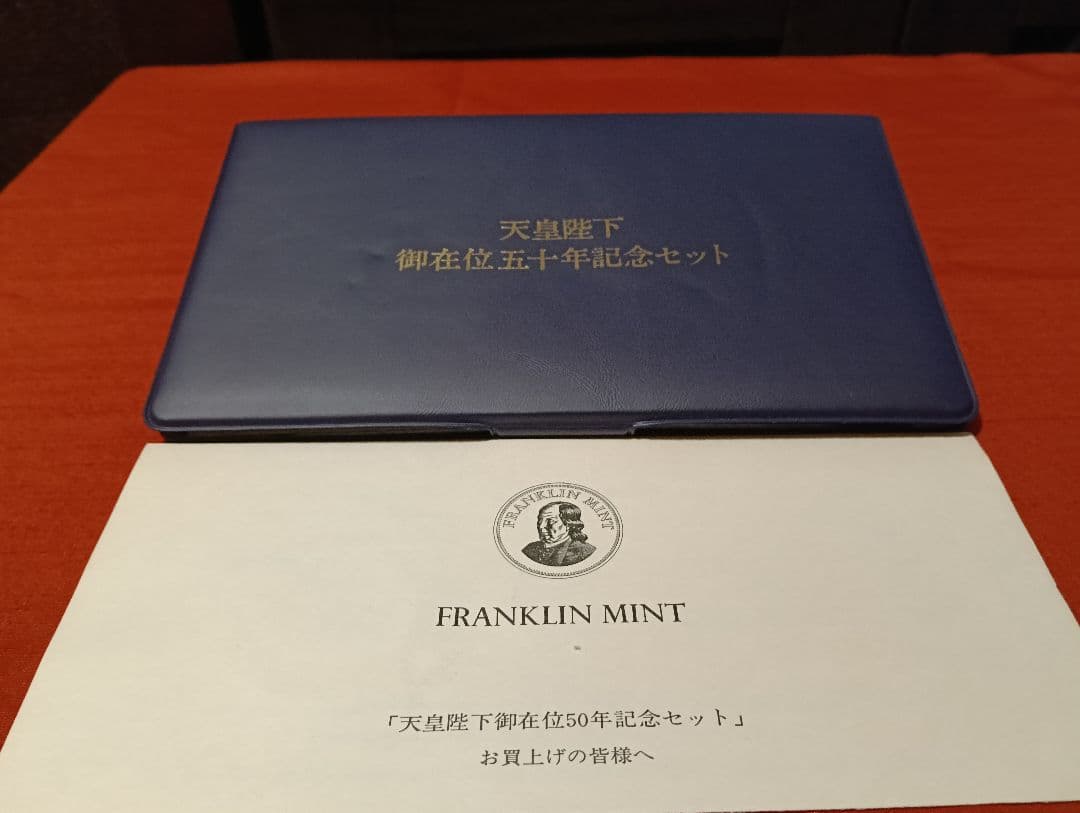 天皇陛下
御在位五十年記念セット
FRANKLIN MINT
FRANKLIN MINT
「天皇陛下御在位50年記念セット」
お買上げの皆様へ